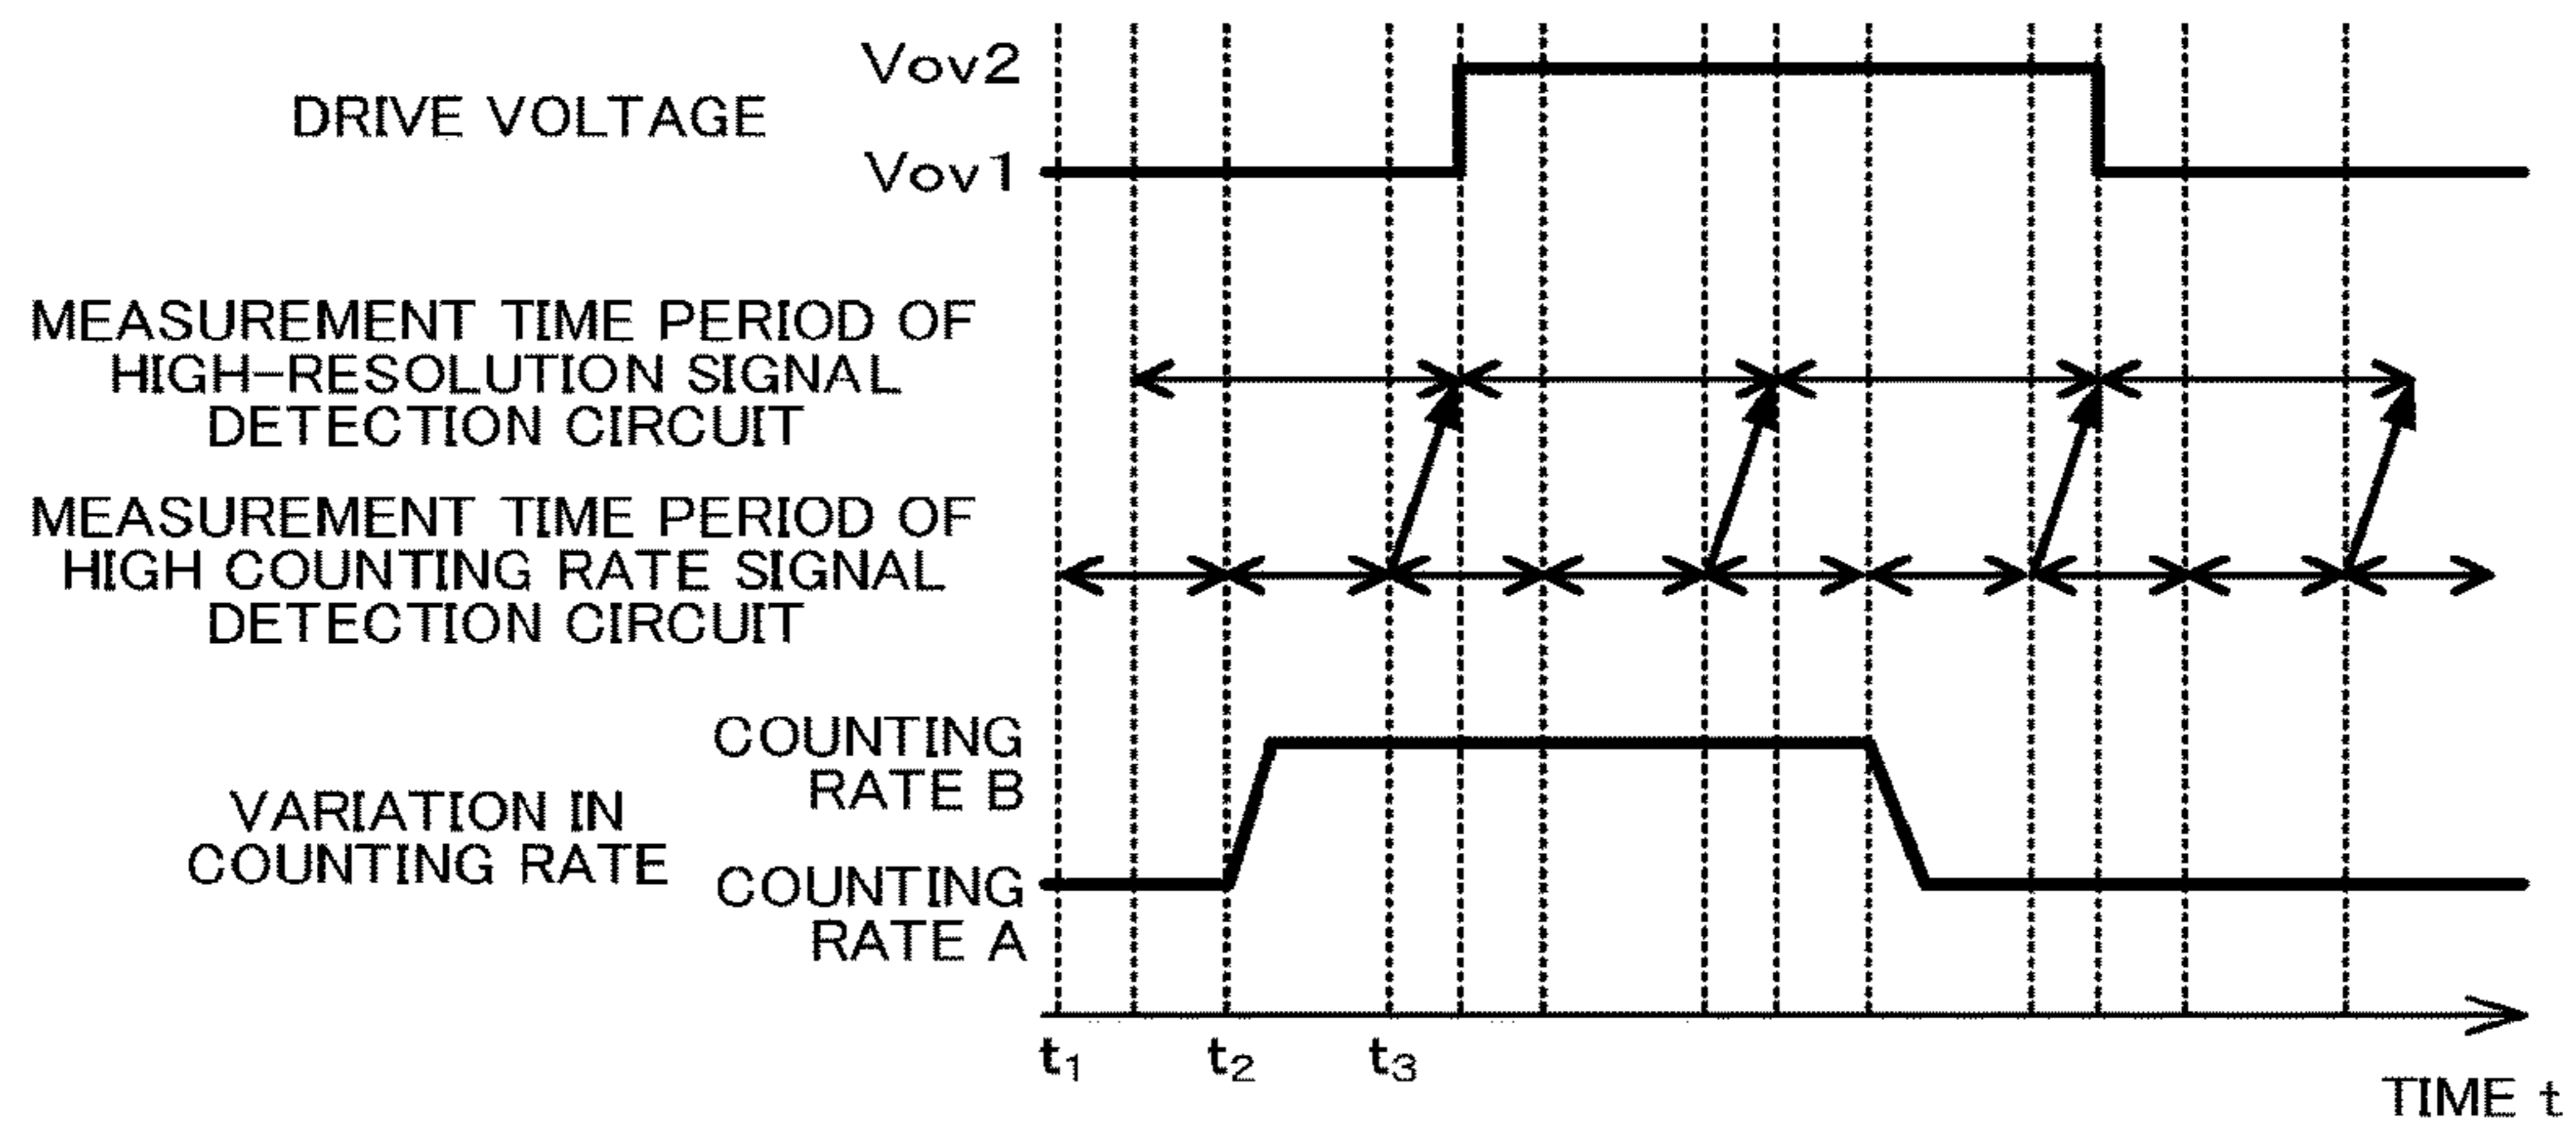 Vov2
DRIVE VOLTAGE
Vov1
MEASUREMENT TIME PERIOD OF
HIGH-RESOLUTION SIGNAL
DETECTION CIRCUIT
MEASUREMENT TIME PERIOD OF
HIGH COUNTING RATE SIGNAL
DETECTION CIRCUIT
COUNTING
RATE B
VARIATION IN
COUNTING RATE
COUNTING
RATE A
t1 t2 t3
TIME t